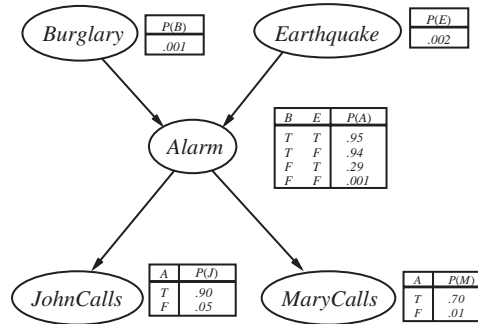 Burglary
P(B)
.001
Earthquake
P(E)
.002
Alarm
B E P(A)
T T .95
T F .94
F T .29
F F .001
JohnCalls
A P(J)
T .90
F .05
MaryCalls
A P(M)
T .70
F .01